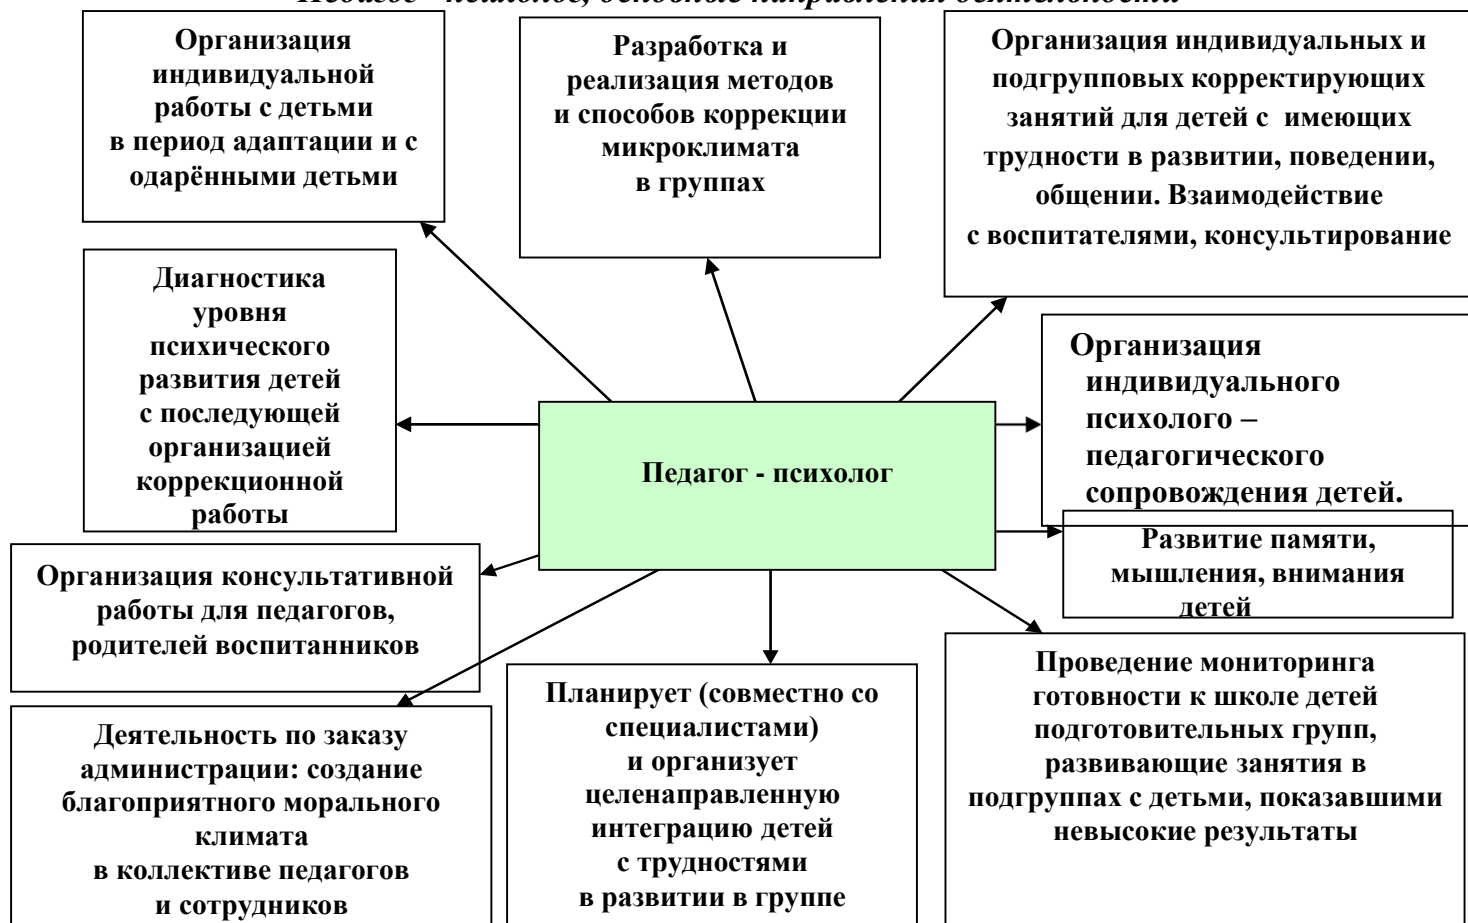 Педагог - психолог, основные направления деятельности
Организация
индивидуальной
работы с детьми
в период адаптации и с
одарёнными детьми
Разработка и
реализация методов
и способов коррекции
микроклимата
в группах
Организация индивидуальных и
подгрупповых корректирующих
занятий для детей с имеющих
трудности в развитии, поведении,
общении. Взаимодействие
с воспитателями, консультирование
Диагностика
уровня
психического
развития детей
с последующей
организацией
коррекционной
работы
Педагог - психолог
Организация
индивидуального
психолого –
педагогического
сопровождения детей.
Развитие памяти,
мышления, внимания
детей
Организация консультативной
работы для педагогов,
родителей воспитанников
Деятельность по заказу
администрации: создание
благоприятного морального
климата
в коллективе педагогов
и сотрудников
Планирует (совместно со
специалистами)
и организует
целенаправленную
интеграцию детей
с трудностями
в развитии в группе
Проведение мониторинга
готовности к школе детей
подготовительных групп,
развивающие занятия в
подгруппах с детьми, показавшими
невысокие результаты